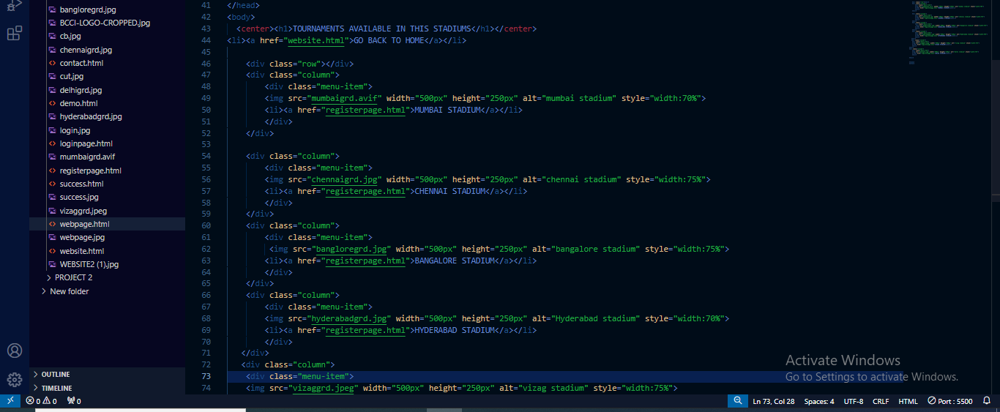 bangloregrd.jpg
BCCI-LOGO-CROPPED.jpg
cb.jpg
chennaigrd.jpg
<> contact.html
cut.jpg
delhigrd.jpg
<> demo.html
hyderabadgrd.jpg
login.jpg
<> loginpage.html
mumbaigrd.avif
<> registerpage.html
<> success.html
success.jpg
vizaggrd.jpeg
<> webpage.html
webpage.jpg
<> website.html
WEBSITE2 (1).jpg
> PROJECT 2
> New folder
> OUTLINE
> TIMELINE
41 </head>
42 <body>
43 <center><h1>TOURNAMENTS AVAILABLE IN THIS STADIUMS</h1></center>
44 <li><a href="website.html">GO BACK TO HOME</a></li>
45
46 <div class="row"></div>
47 <div class="column">
48 <div class="menu-item">
49 <img src="mumbaigrd.avif" width="500px" height="250px" alt="mumbai stadium" style="width:70%">
50 <li><a href="registerpage.html">MUMBAI STADIUM</a></li>
51 </div>
52 </div>
53
54 <div class="column">
55 <div class="menu-item">
56 <img src="chennaigrd.jpg" width="500px" height="250px" alt="chennai stadium" style="width:75%">
57 <li><a href="registerpage.html">CHENNAI STADIUM</a></li>
58 </div>
59 </div>
60 <div class="column">
61 <div class="menu-item">
62 <img src="bangloregrd.jpg" width="500px" height="250px" alt="bangalore stadium" style="width:75%">
63 <li><a href="registerpage.html">BANGALORE STADIUM</a></li>
64 </div>
65 </div>
66 <div class="column">
67 <div class="menu-item">
68 <img src="hyderabadgrd.jpg" width="500px" height="250px" alt="Hyderabad stadium" style="width:70%">
69 <li><a href="registerpage.html">HYDERABAD STADIUM</a></li>
70 </div>
71 </div>
72 <div class="column">
73 <div class="menu-item">
74 <img src="vizaggrd.jpeg" width="500px" height="250px" alt="vizag stadium" style="width:75%">
Activate Windows
Go to Settings to activate Windows.
0 0 0 Ln 73, Col 28 Spaces: 4 UTF-8 CRLF HTML Port : 5500